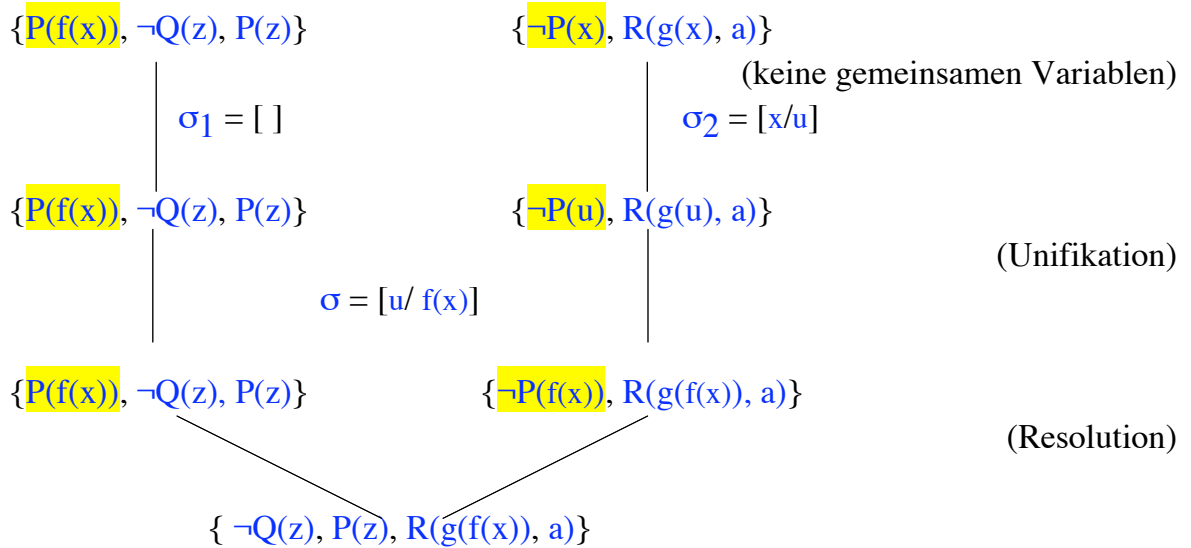 {P(f(x)), ¬Q(z), P(z)} {¬P(x), R(g(x), a)}
(keine gemeinsamen Variablen)
σ1 = [ ] σ2 = [x/u]
{P(f(x)), ¬Q(z), P(z)} {¬P(u), R(g(u), a)}
(Unifikation)
σ = [u/ f(x)]
{P(f(x)), ¬Q(z), P(z)} {¬P(f(x)), R(g(f(x)), a)}
(Resolution)
{ ¬Q(z), P(z), R(g(f(x)), a)}